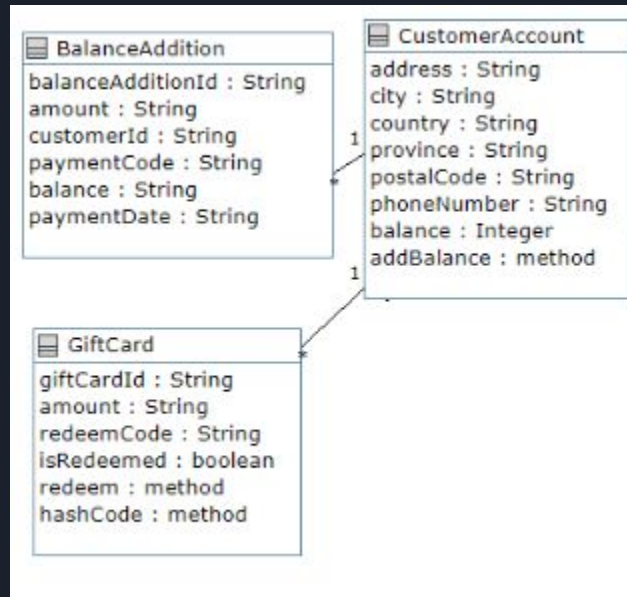 BalanceAddition
balanceAdditionId : String
amount : String
customerId : String
paymentCode : String
balance : String
paymentDate : String
CustomerAccount
address : String
city : String
country : String
province : String
postalCode : String
phoneNumber : String
balance : Integer
addBalance : method
1
*
1
*
GiftCard
giftCardId : String
amount : String
redeemCode : String
isRedeemed : boolean
redeem : method
hashCode : method